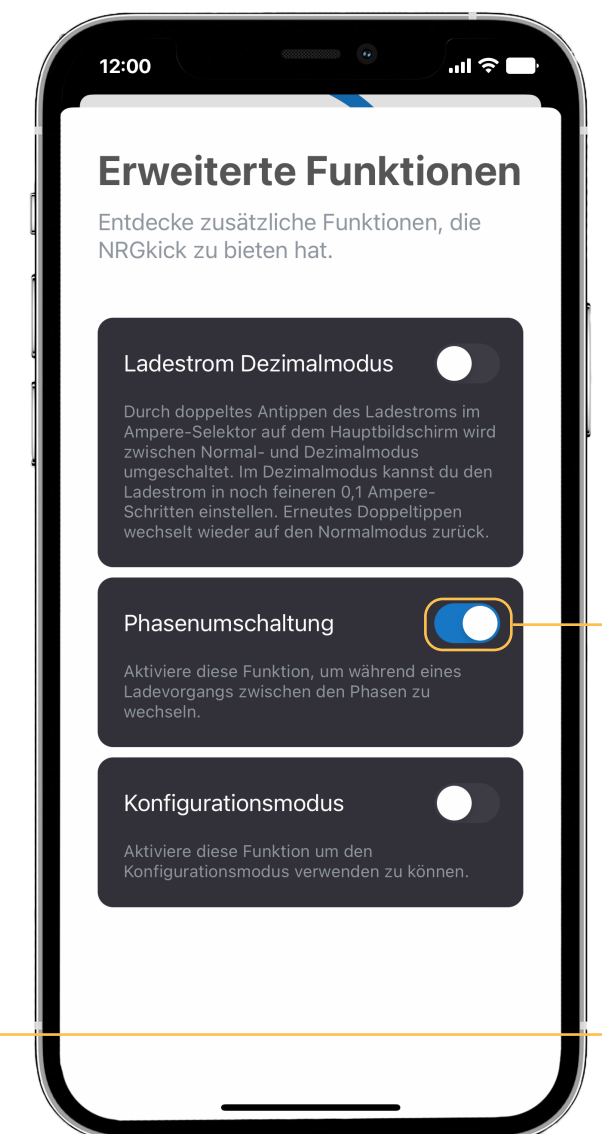 12:00
Erweiterte Funktionen
Entdecke zusätzliche Funktionen, die
NRGkick zu bieten hat.
Ladestrom Dezimalmodus
Durch doppeltes Antippen des Ladestroms im
Ampere-Selektor auf dem Hauptbildschirm wird
zwischen Normal- und Dezimalmodus
umgeschaltet. Im Dezimalmodus kannst du den
Ladestrom in noch feineren 0,1 Ampere-
Schritten einstellen. Erneutes Doppeltippen
wechselt wieder auf den Normalmodus zurück.
Phasenumschaltung
Aktiviere diese Funktion, um während eines
Ladevorgangs zwischen den Phasen zu
wechseln.
Konfigurationsmodus
Aktiviere diese Funktion um den
Konfigurationsmodus verwenden zu können.